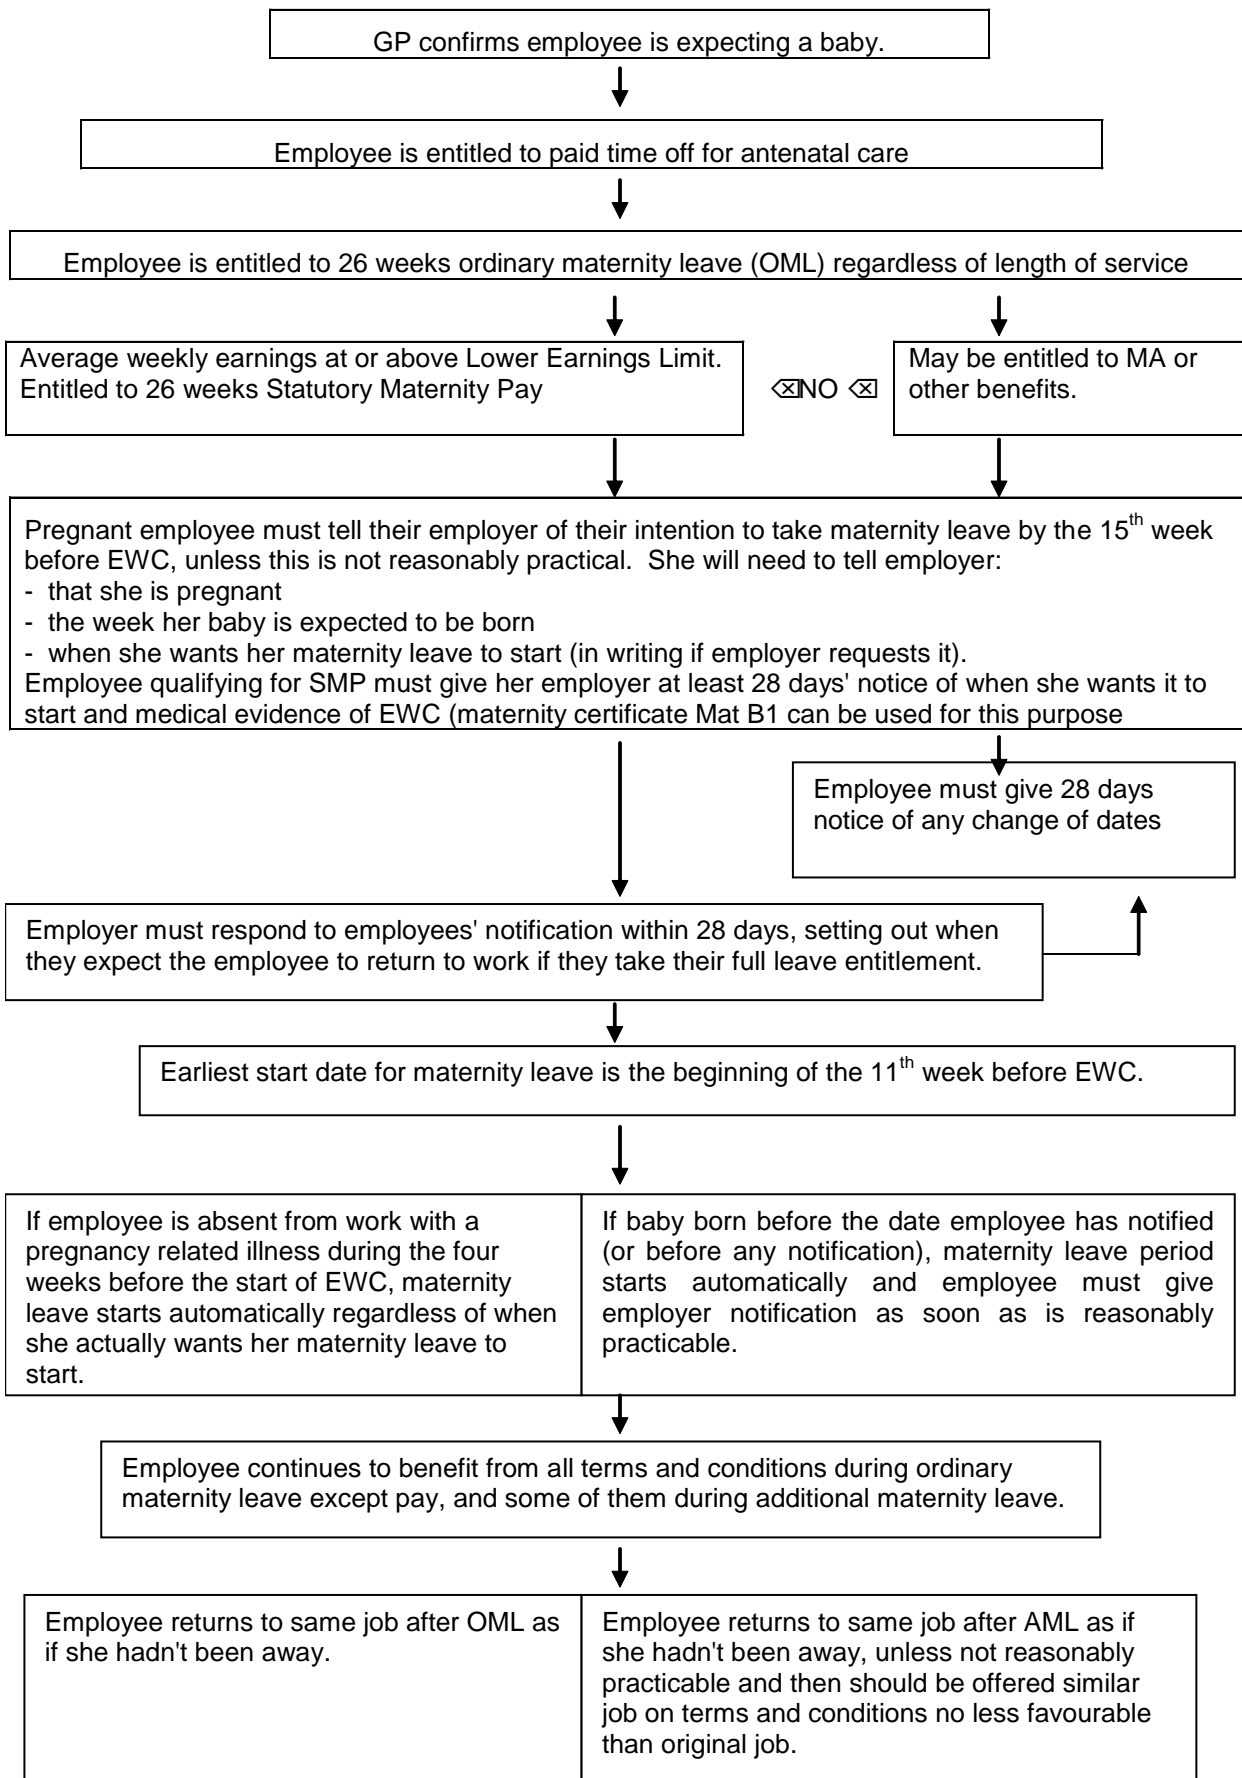 GP confirms employee is expecting a baby.
Employee is entitled to paid time off for antenatal care
Employee is entitled to 26 weeks ordinary maternity leave (OML) regardless of length of service
Average weekly earnings at or above Lower Earnings Limit.
Entitled to 26 weeks Statutory Maternity Pay
⌫NO ⌫
May be entitled to MA or
other benefits.
Pregnant employee must tell their employer of their intention to take maternity leave by the 15th week
before EWC, unless this is not reasonably practical.  She will need to tell employer:
- that she is pregnant
- the week her baby is expected to be born
- when she wants her maternity leave to start (in writing if employer requests it).
Employee qualifying for SMP must give her employer at least 28 days' notice of when she wants it to
start and medical evidence of EWC (maternity certificate Mat B1 can be used for this purpose
Employee must give 28 days
notice of any change of dates
Employer must respond to employees' notification within 28 days, setting out when
they expect the employee to return to work if they take their full leave entitlement.
Earliest start date for maternity leave is the beginning of the 11th week before EWC.
If employee is absent from work with a
pregnancy related illness during the four
weeks before the start of EWC, maternity
leave starts automatically regardless of when
she actually wants her maternity leave to
start.
If baby born before the date employee has notified
(or before any notification), maternity leave period
starts automatically and employee must give
employer notification as soon as is reasonably
practicable.
Employee continues to benefit from all terms and conditions during ordinary
maternity leave except pay, and some of them during additional maternity leave.
Employee returns to same job after OML as
if she hadn't been away.
Employee returns to same job after AML as if
she hadn't been away, unless not reasonably
practicable and then should be offered similar
job on terms and conditions no less favourable
than original job.